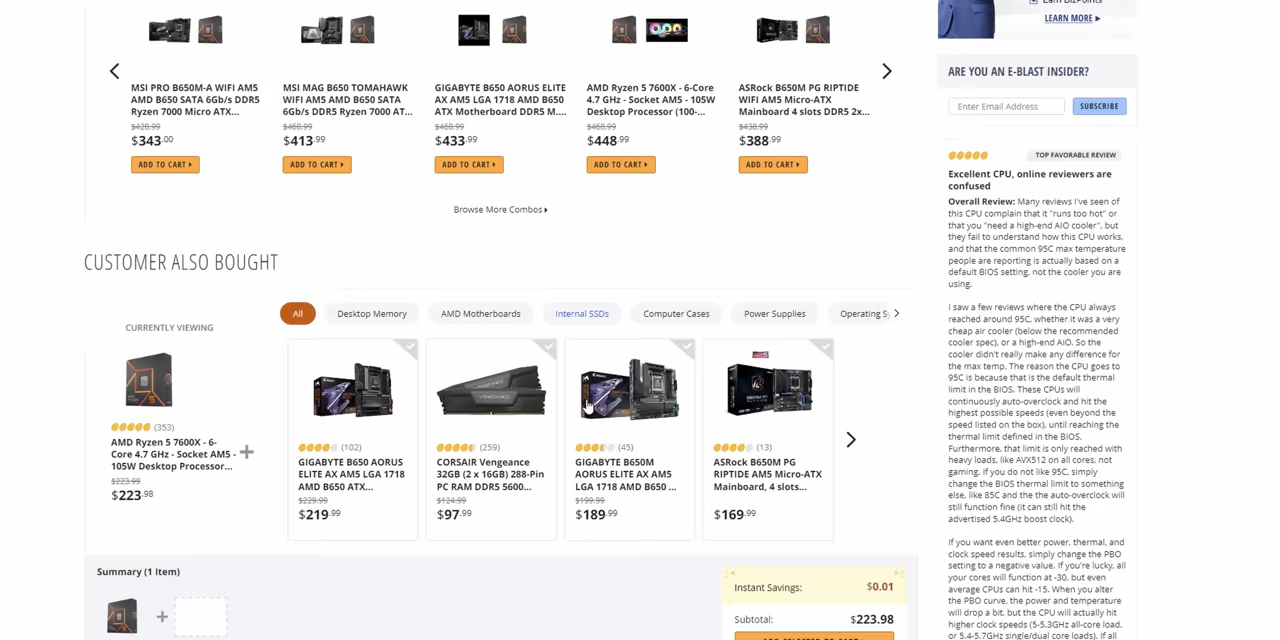 Earn BizPoints
LEARN MORE ▸
MSI PRO B650M-A WIFI AM5
AMD B650 SATA 6Gb/s DDR5
Ryzen 7000 Micro ATX...
$428.99
$343.00
ADD TO CART ▸
MSI MAG B650 TOMAHAWK
WIFI AM5 AMD B650 SATA
6Gb/s DDR5 Ryzen 7000 AT...
$468.99
$413.99
ADD TO CART ▸
GIGABYTE B650 AORUS ELITE
AX AM5 LGA 1718 AMD B650
ATX Motherboard DDR5 M....
$468.99
$433.99
ADD TO CART ▸
AMD Ryzen 5 7600X - 6-Core
4.7 GHz - Socket AM5 - 105W
Desktop Processor (100-...
$468.99
$448.99
ADD TO CART ▸
ASRock B650M PG RIPTIDE
WIFI AM5 Micro-ATX
Mainboard 4 slots DDR5 2x...
$438.99
$388.99
ADD TO CART ▸
Browse More Combos ▸
ARE YOU AN E-BLAST INSIDER?
Enter Email Address
SUBSCRIBE
TOP FAVORABLE REVIEW
Excellent CPU, online reviewers are
confused
Overall Review: Many reviews I've seen of
this CPU complain that it "runs too hot" or
that you "need a high-end AIO cooler", but
they fail to understand how this CPU works,
and that the common 95C max temperature
people are reporting is actually based on a
default BIOS setting, not the cooler you are
using.
I saw a few reviews where the CPU always
reached around 95C, whether it was a very
cheap air cooler (below the recommended
cooler spec), or a high-end AIO. So the
cooler didn't really make any difference for
the max temp. The reason the CPU goes to
95C is because that is the default thermal
limit in the BIOS. These CPUs will
continuously auto-overclock and hit the
highest possible speeds (even beyond the
speed listed on the box), until reaching the
thermal limit defined in the BIOS.
Furthermore, that limit is only reached with
heavy loads, like AVX512 on all cores, not
gaming. If you do not like 95C, simply
change the BIOS thermal limit to something
else, like 85C and the the auto-overclock will
still function fine (it can still hit the
advertised 5.4GHz boost clock).
If you want even better power, thermal, and
clock speed results, simply change the PBO
setting to a negative value. If you're lucky, all
your cores will function at -30, but even
average CPUs can hit -15. When you alter
the PBO curve, the power and temperature
will drop a bit, but the CPU will actually hit
higher clock speeds (5-5.3GHz all-core load,
or 5.4-5.7GHz single/dual core loads). If all
CUSTOMER ALSO BOUGHT
All
Desktop Memory
AMD Motherboards
Internal SSDs
Computer Cases
Power Supplies
Operating Sy
CURRENTLY VIEWING
(353)
AMD Ryzen 5 7600X - 6-
Core 4.7 GHz - Socket AM5 -
105W Desktop Processor...
$223.99
$223.98
(102)
GIGABYTE B650 AORUS
ELITE AX AM5 LGA 1718
AMD B650 ATX...
$229.99
$219.99
VENGEANCE
(259)
CORSAIR Vengeance
32GB (2 x 16GB) 288-Pin
PC RAM DDR5 5600...
$124.99
$97.99
(45)
GIGABYTE B650M
AORUS ELITE AX AM5
LGA 1718 AMD B650 ...
$199.99
$189.99
(13)
ASRock B650M PG
RIPTIDE AM5 Micro-ATX
Mainboard, 4 slots...
$169.99
Summary (1 Item)
Instant Savings: $0.01
Subtotal: $223.98
ADD SELECTED TO CART